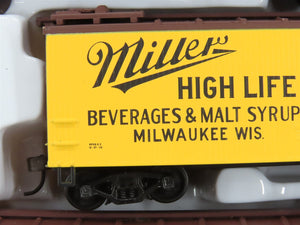 Miller
HIGH LIFE
BEVERAGES & MALT SYRUP
MILWAUKEE WIS.